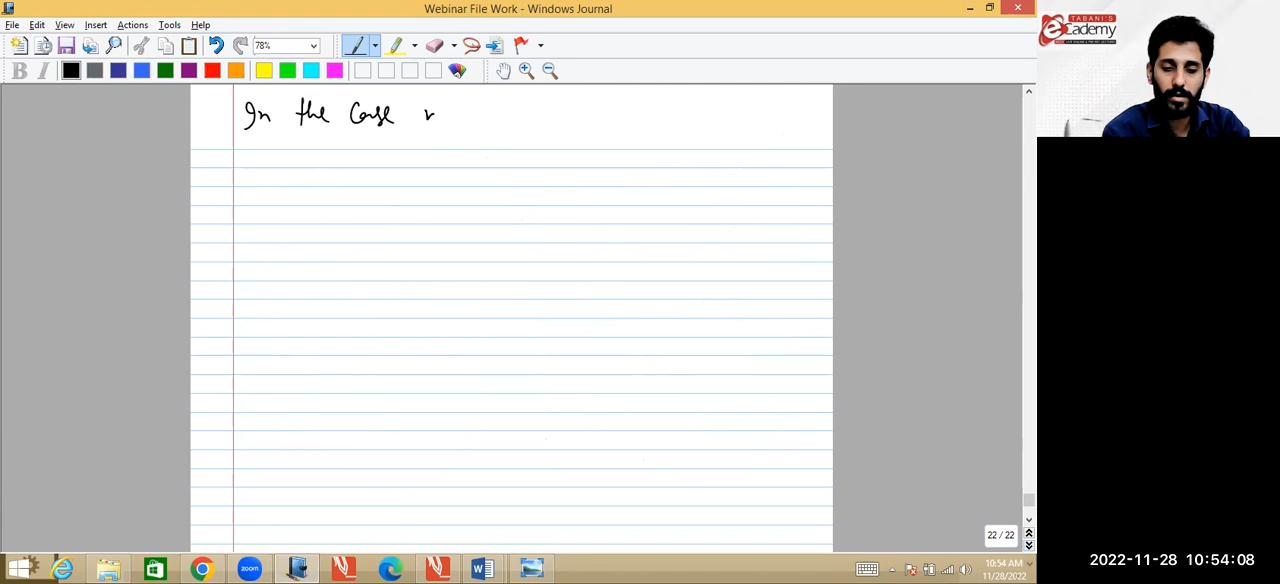 Webinar File Work - Windows Journal
File Edit View Insert Actions Tools Help
78%
B I
TABANI'S
eCademy
In the Case
22 / 22
zoom
10:54 AM
11/28/2022
2022-11-28 10:54:08